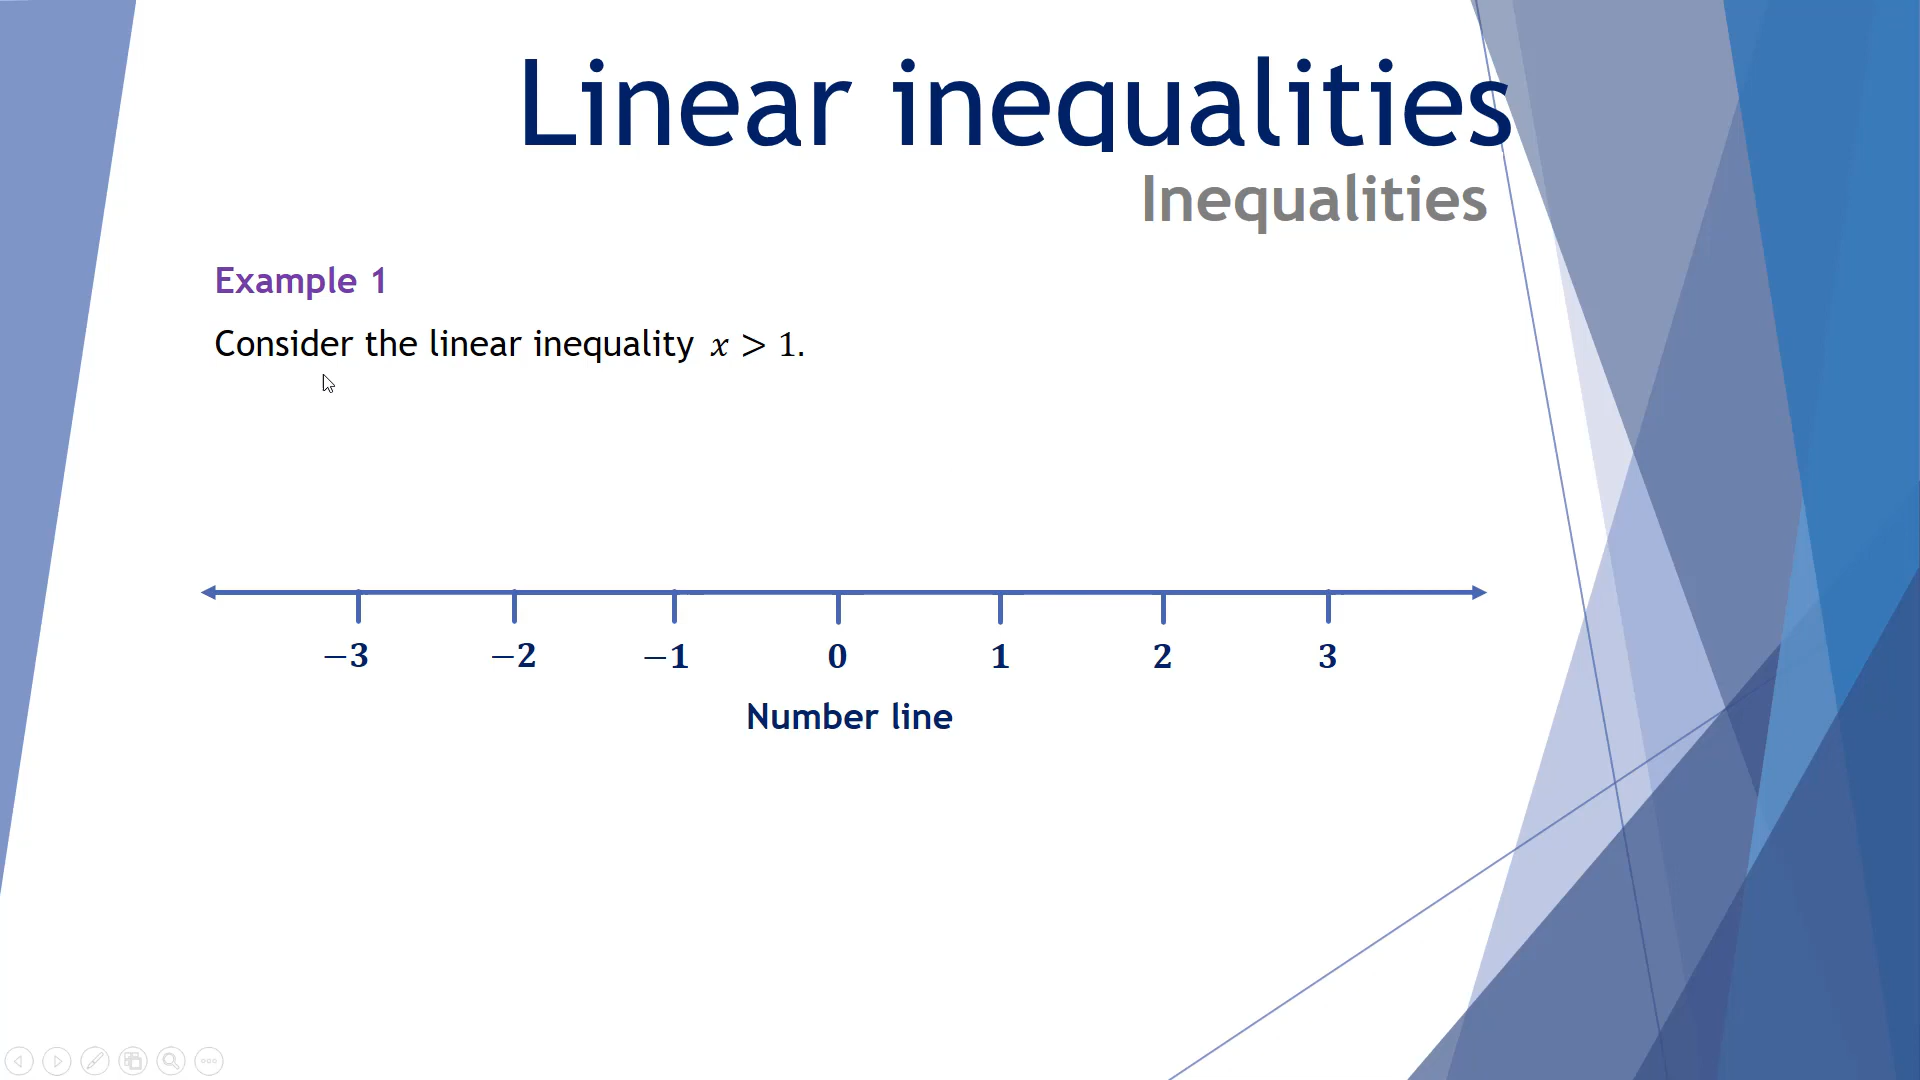 Linear inequalities
Inequalities
Example 1
Consider the linear inequality x > 1.
−3 −2 −1 0 1 2 3
Number line